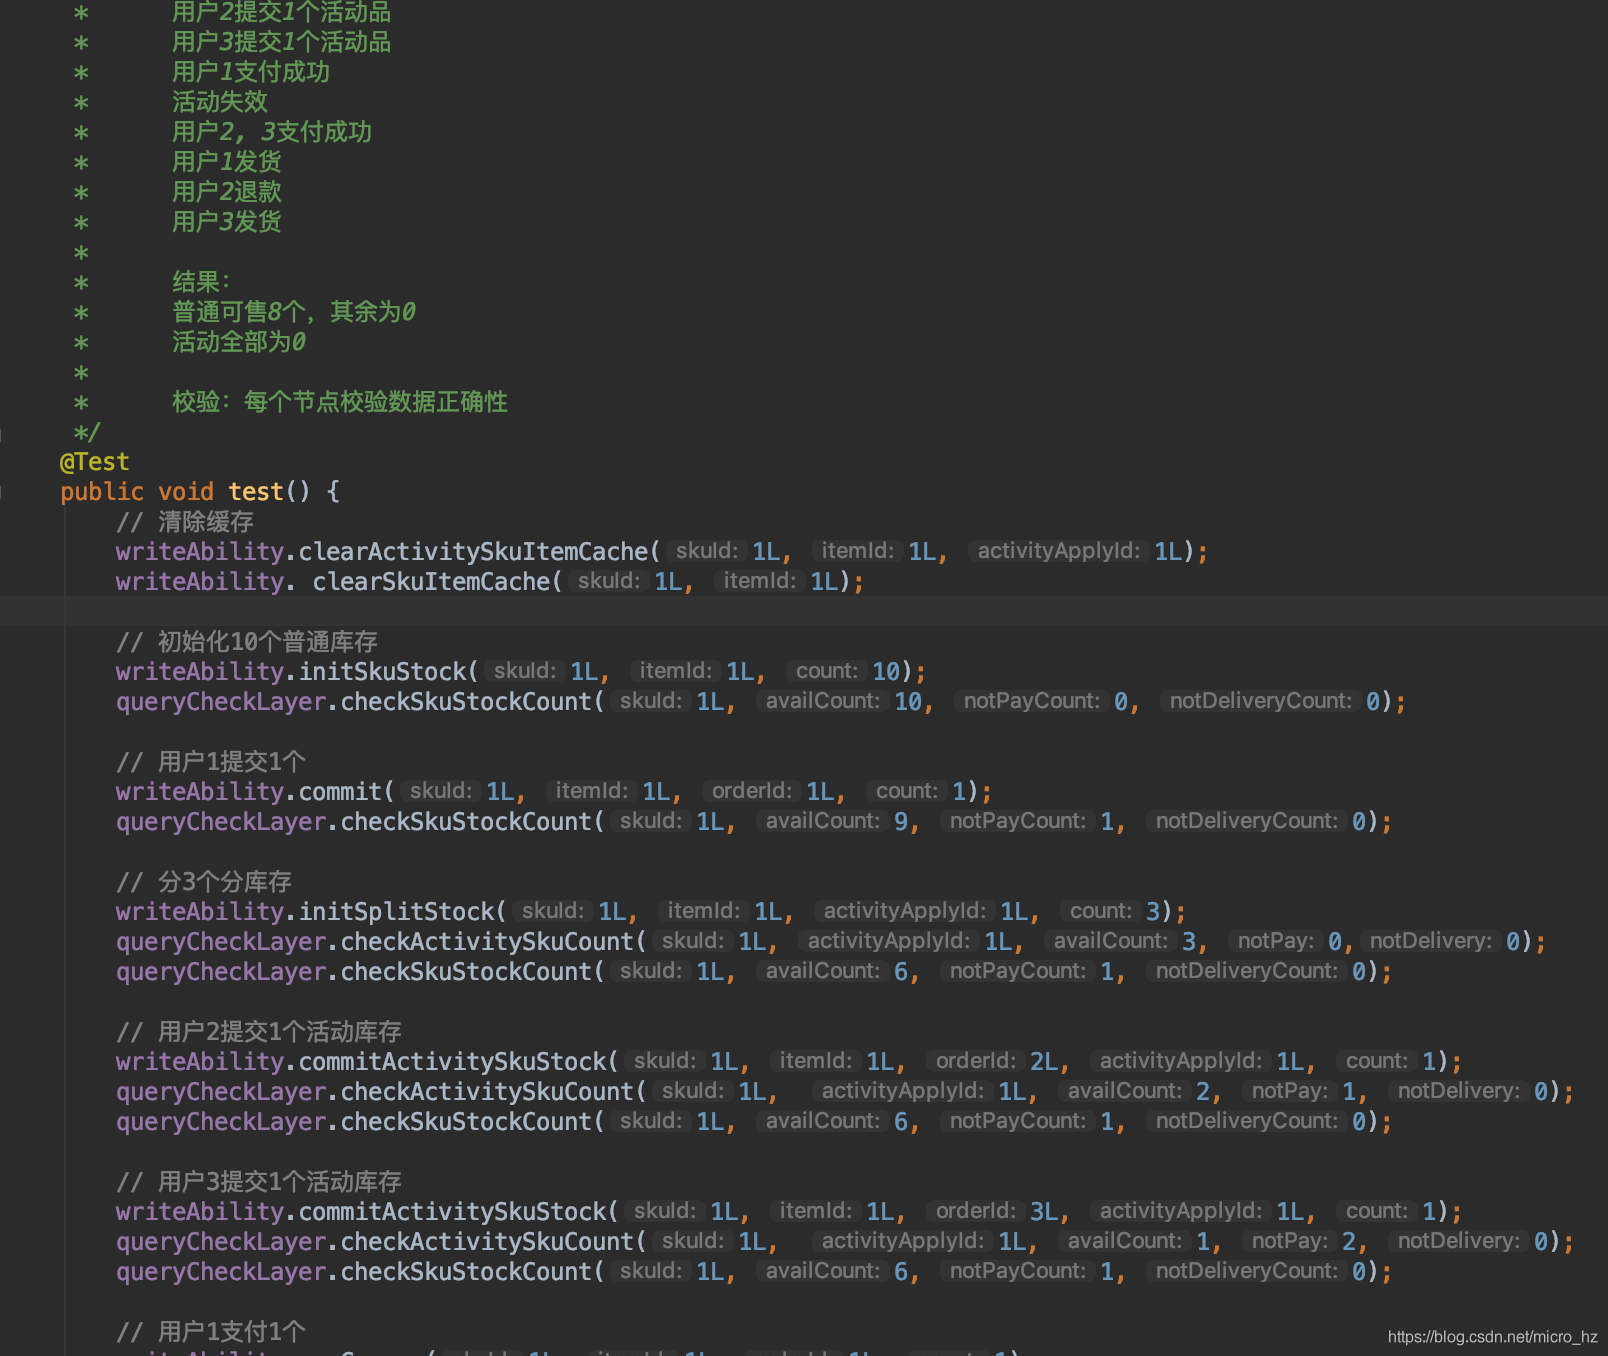 * 用户2提交1个活动品
* 用户3提交1个活动品
* 用户1支付成功
* 活动失效
* 用户2, 3支付成功
* 用户1发货
* 用户2退款
* 用户3发货
*
* 结果:
* 普通可售8个, 其余为0
* 活动全部为0
*
* 校验: 每个节点校验数据正确性
*/
@Test
public void test() {
// 清除缓存
writeAbility.clearActivitySkuItemCache( skuId: 1L, itemId: 1L, activityApplyId: 1L);
writeAbility. clearSkuItemCache( skuId: 1L, itemId: 1L);
// 初始化10个普通库存
writeAbility.initSkuStock( skuId: 1L, itemId: 1L, count: 10);
queryCheckLayer.checkSkuStockCount( skuId: 1L, availCount: 10, notPayCount: 0, notDeliveryCount: 0);
// 用户1提交1个
writeAbility.commit( skuId: 1L, itemId: 1L, orderId: 1L, count: 1);
queryCheckLayer.checkSkuStockCount( skuId: 1L, availCount: 9, notPayCount: 1, notDeliveryCount: 0);
// 分3个分库存
writeAbility.initSplitStock( skuId: 1L, itemId: 1L, activityApplyId: 1L, count: 3);
queryCheckLayer.checkActivitySkuCount( skuId: 1L, activityApplyId: 1L, availCount: 3, notPay: 0, notDelivery: 0);
queryCheckLayer.checkSkuStockCount( skuId: 1L, availCount: 6, notPayCount: 1, notDeliveryCount: 0);
// 用户2提交1个活动库存
writeAbility.commitActivitySkuStock( skuId: 1L, itemId: 1L, orderId: 2L, activityApplyId: 1L, count: 1);
queryCheckLayer.checkActivitySkuCount( skuId: 1L, activityApplyId: 1L, availCount: 2, notPay: 1, notDelivery: 0);
queryCheckLayer.checkSkuStockCount( skuId: 1L, availCount: 6, notPayCount: 1, notDeliveryCount: 0);
// 用户3提交1个活动库存
writeAbility.commitActivitySkuStock( skuId: 1L, itemId: 1L, orderId: 3L, activityApplyId: 1L, count: 1);
queryCheckLayer.checkActivitySkuCount( skuId: 1L, activityApplyId: 1L, availCount: 1, notPay: 2, notDelivery: 0);
queryCheckLayer.checkSkuStockCount( skuId: 1L, availCount: 6, notPayCount: 1, notDeliveryCount: 0);
// 用户1支付1个
https://blog.csdn.net/micro_hz